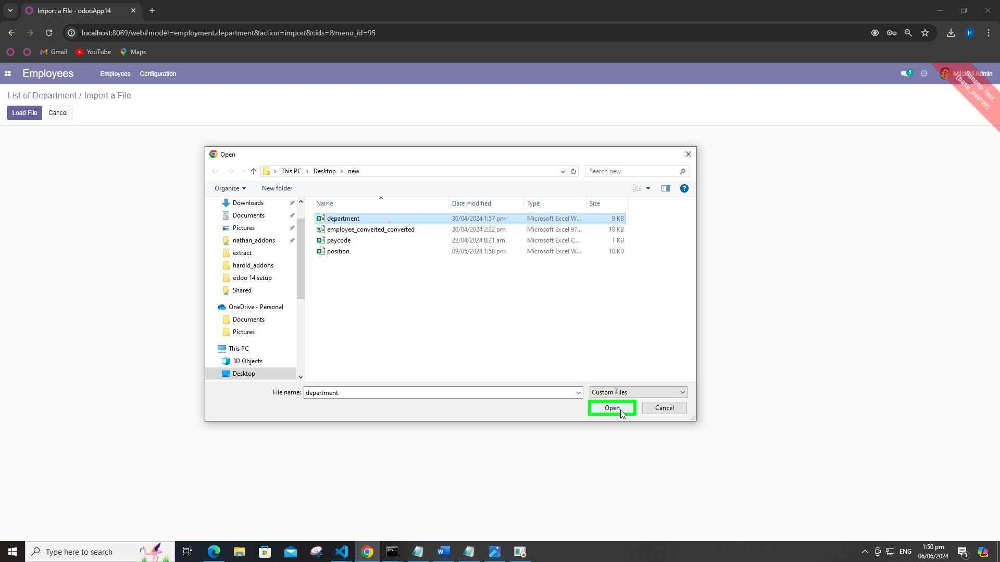 Import a File - odooApp14
localhost:8069/web#model=employment.department&action=import&cids=&menu_id=95
H
Gmail
YouTube
Maps
Employees
Employees
Configuration
5
Mitchell Admin
Sunpop Test
(base_payroll)
List of Department / Import a File
Load File
Cancel
Open
This PC
Desktop
new
Search new
Organize
New folder
Name
Date modified
Type
Size
Downloads
Documents
Pictures
nathan_addons
extract
harold_addons
odoo 14 setup
Shared
OneDrive - Personal
Documents
Pictures
This PC
3D Objects
Desktop
department 30/04/2024 1:57 pm Microsoft Excel W... 9 KB
employee_converted_converted 30/04/2024 2:22 pm Microsoft Excel 97... 18 KB
paycode 22/04/2024 8:21 am Microsoft Excel C... 1 KB
position 09/05/2024 1:58 pm Microsoft Excel W... 10 KB
File name: department
Custom Files
Open
Cancel
Type here to search
ENG
1:50 pm
06/06/2024
1